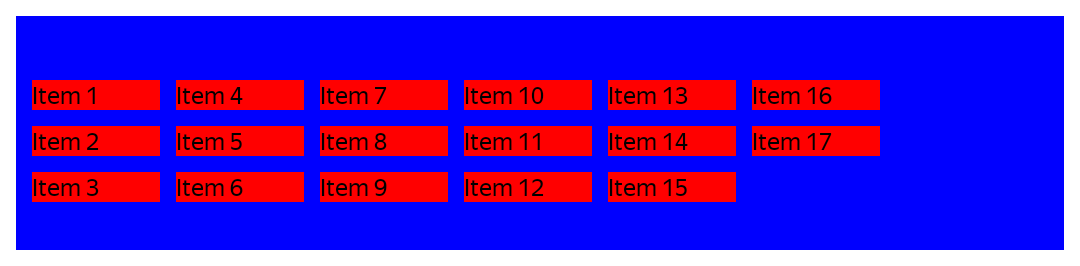 Item 1
Item 2
Item 3
Item 4
Item 5
Item 6
Item 7
Item 8
Item 9
Item 10
Item 11
Item 12
Item 13
Item 14
Item 15
Item 16
Item 17